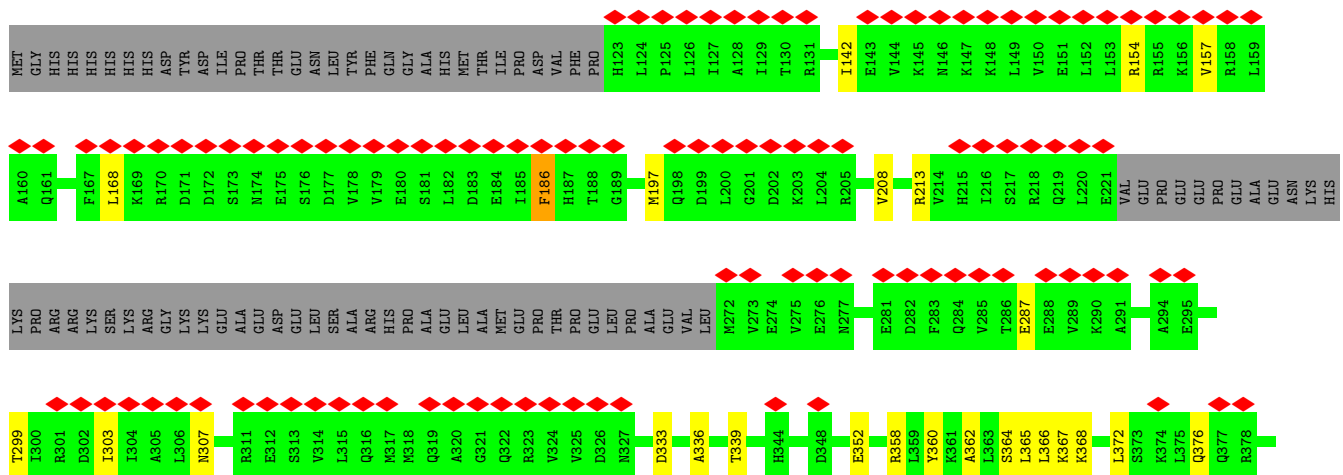 MET GLY HIS HIS HIS HIS HIS HIS ASP TYR ASP ILE PRO THR THR GLU ASN LEU TYR PHE GLN GLY ALA HIS MET THR ILE PRO ASP VAL PHE PRO H123 L124 P125 L126 I127 A128 I129 T130 R131 I142 E143 V144 K145 N146 K147 K148 L149 V150 E151 L152 L153 R154 R155 K156 V157 R158 L159
A160 Q161 F167 L168 K169 R170 D171 D172 S173 N174 E175 S176 D177 V178 V179 E180 S181 L182 D183 E184 I185 F186 H187 T188 G189 M197 Q198 D199 L200 G201 D202 K203 L204 R205 V208 R213 V214 H215 I216 S217 R218 Q219 L220 E221 VAL GLU PRO GLU GLU PRO GLU ALA GLU ASN LYS HIS
LYS PRO ARG ARG LYS SER LYS ARG GLY LYS LYS GLU ALA GLU ASP GLU LEU SER ALA ARG HIS PRO ALA GLU LEU ALA MET GLU PRO THR PRO GLU LEU PRO ALA GLU VAL LEU M272 V273 E274 V275 E276 N277 E281 D282 F283 Q284 V285 T286 E287 E288 V289 K290 A291 A294 E295
T299 I300 R301 D302 I303 I304 A305 L306 N307 R311 E312 S313 V314 L315 Q316 M317 M318 Q319 A320 G321 Q322 R323 V324 V325 D326 N327 D333 A336 T339 H344 D348 E352 R358 L359 Y360 K361 A362 L363 S364 L365 L366 K367 K368 L372 S373 K374 L375 Q376 Q377 R378